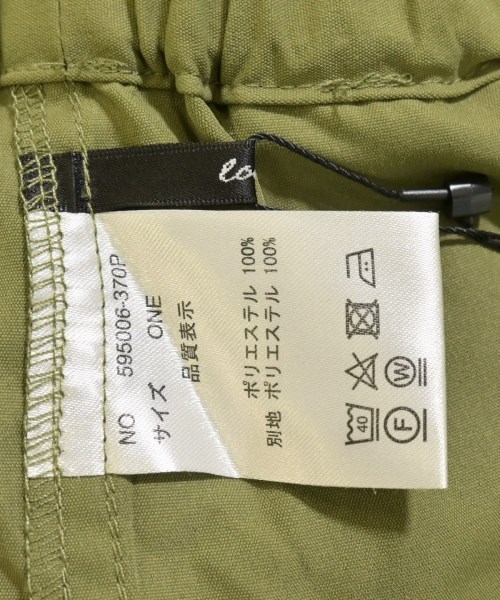 lo
NO 595006-370P
サイズ ONE
品質表示
ポリエステル 100%
別地 ポリエステル 100%
40
W
F